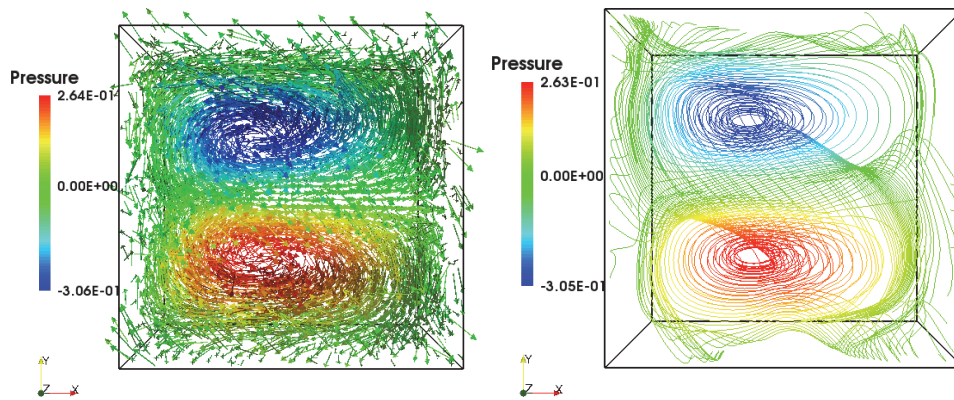 Pressure
2.64E-01
0.00E+00
-3.06E-01
Y
Z X
Pressure
2.63E-01
0.00E+00
-3.05E-01
Y
Z X